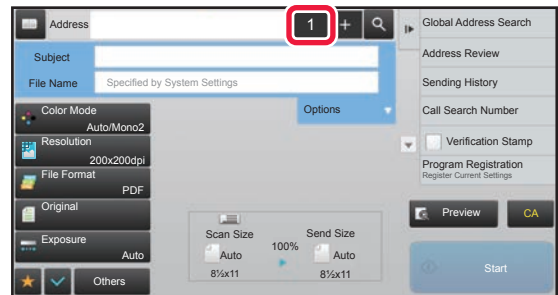 Address
1
+
Subject
File Name
Specified by System Settings
Options
Color Mode
Auto/Mono2
Resolution
200x200dpi
File Format
PDF
Original
Exposure
Auto
Others
Scan Size
Auto
8½x11
100%
Send Size
Auto
8½x11
Global Address Search
Address Review
Sending History
Call Search Number
Verification Stamp
Program Registration
Register Current Settings
Preview
CA
Start